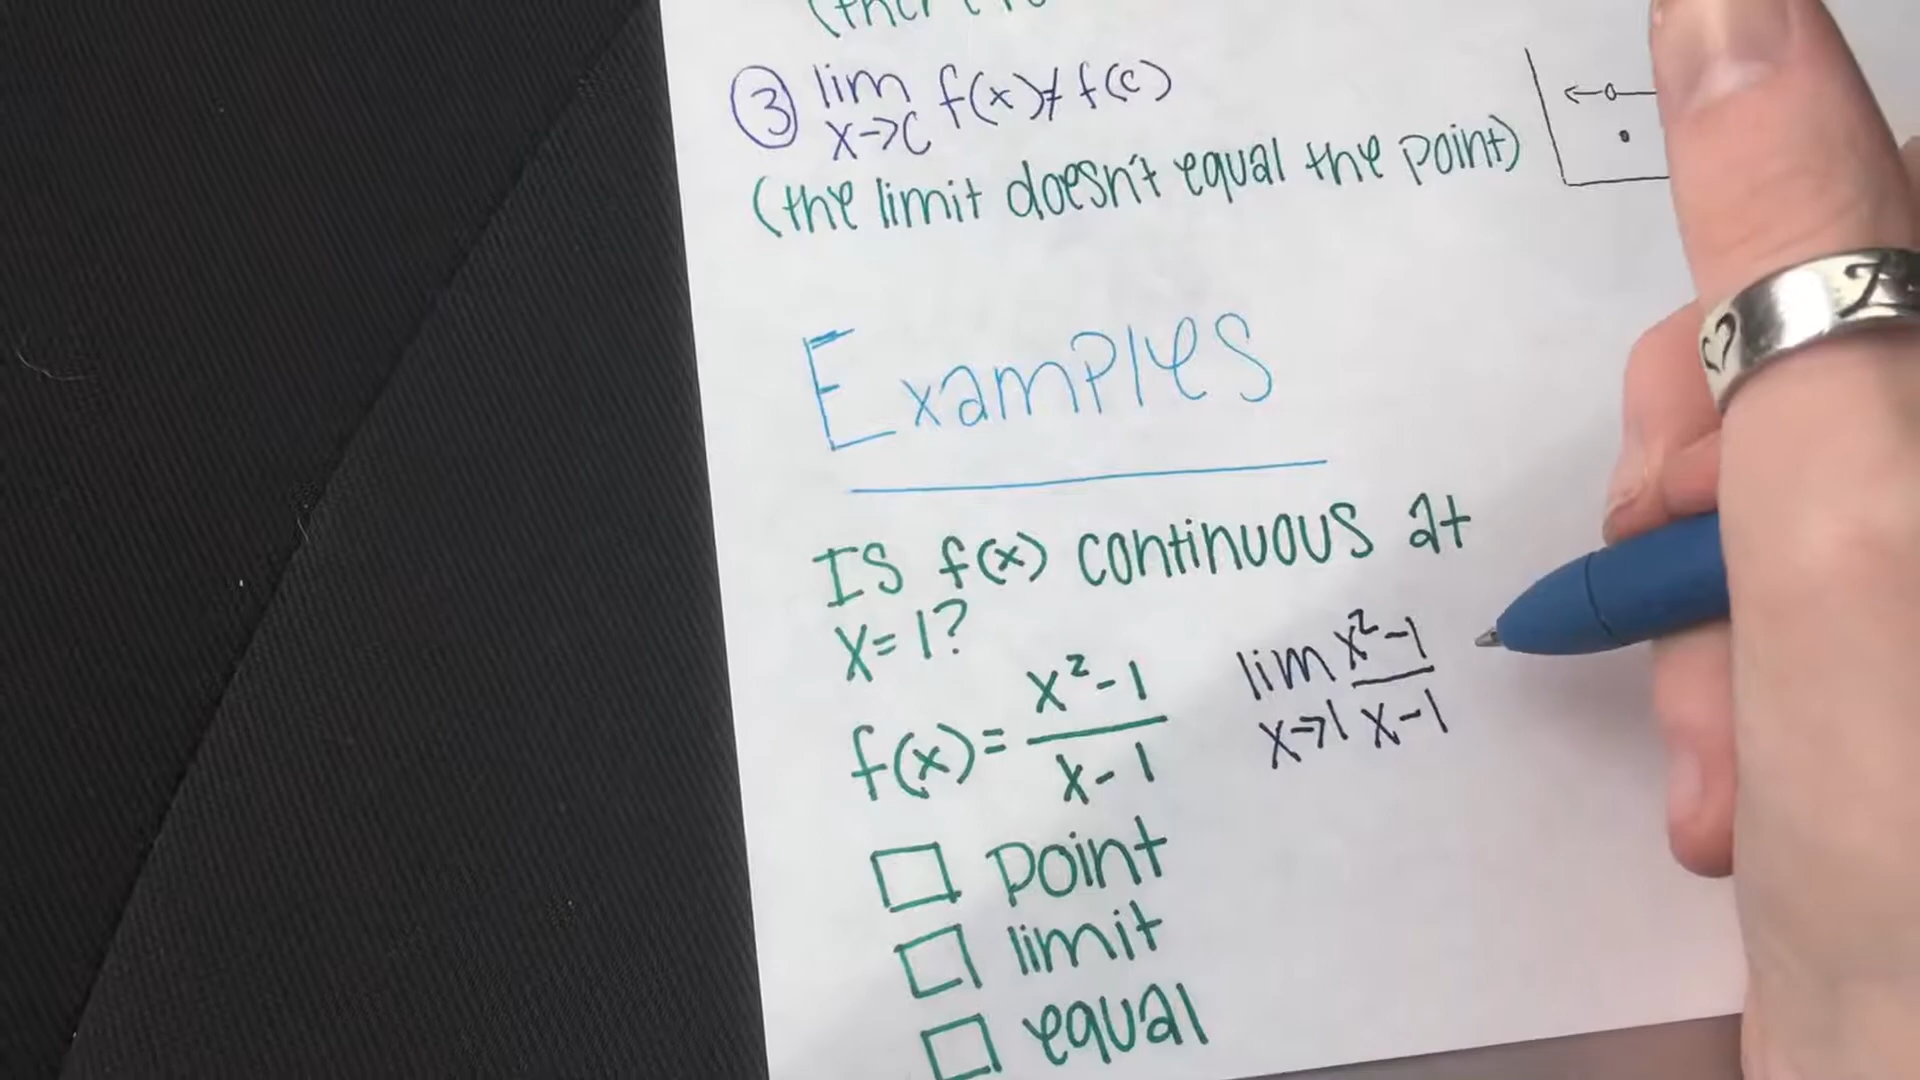 ③ lim f(x)≠f(c)
x→c
(the limit doesn't equal the point)
Examples
Is f(x) continuous at
x=1?
f(x)= x²-1
x-1
lim x²-1
x→1 x-1
□ point
□ limit
□ equal